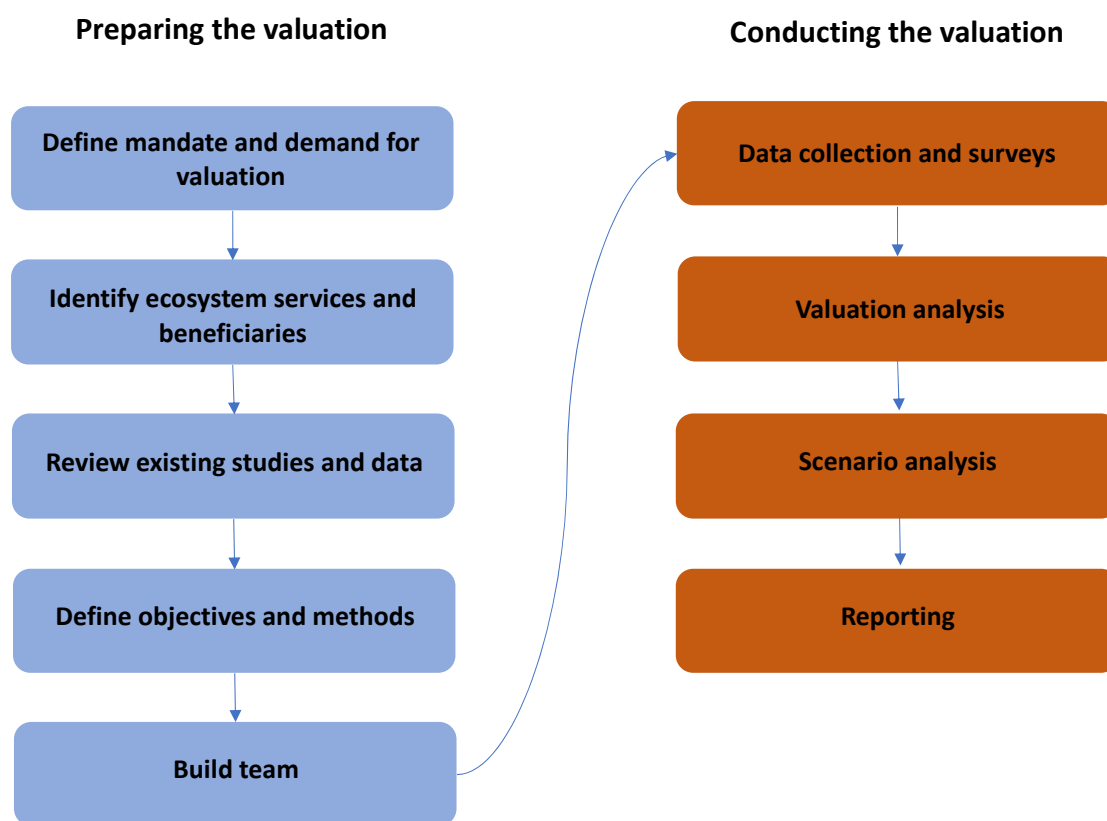 Preparing the valuation
Define mandate and demand for
valuation
Identify ecosystem services and
beneficiaries
Review existing studies and data
Define objectives and methods
Build team
Conducting the valuation
Data collection and surveys
Valuation analysis
Scenario analysis
Reporting